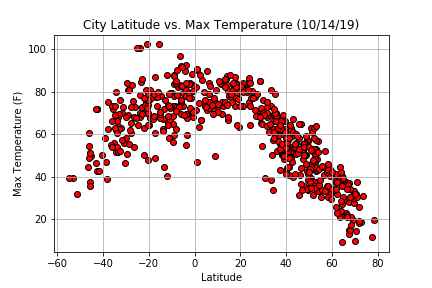 City Latitude vs. Max Temperature (10/14/19)
100
80
60
40
20
Max Temperature (F)
−60 −40 −20 0 20 40 60 80
Latitude